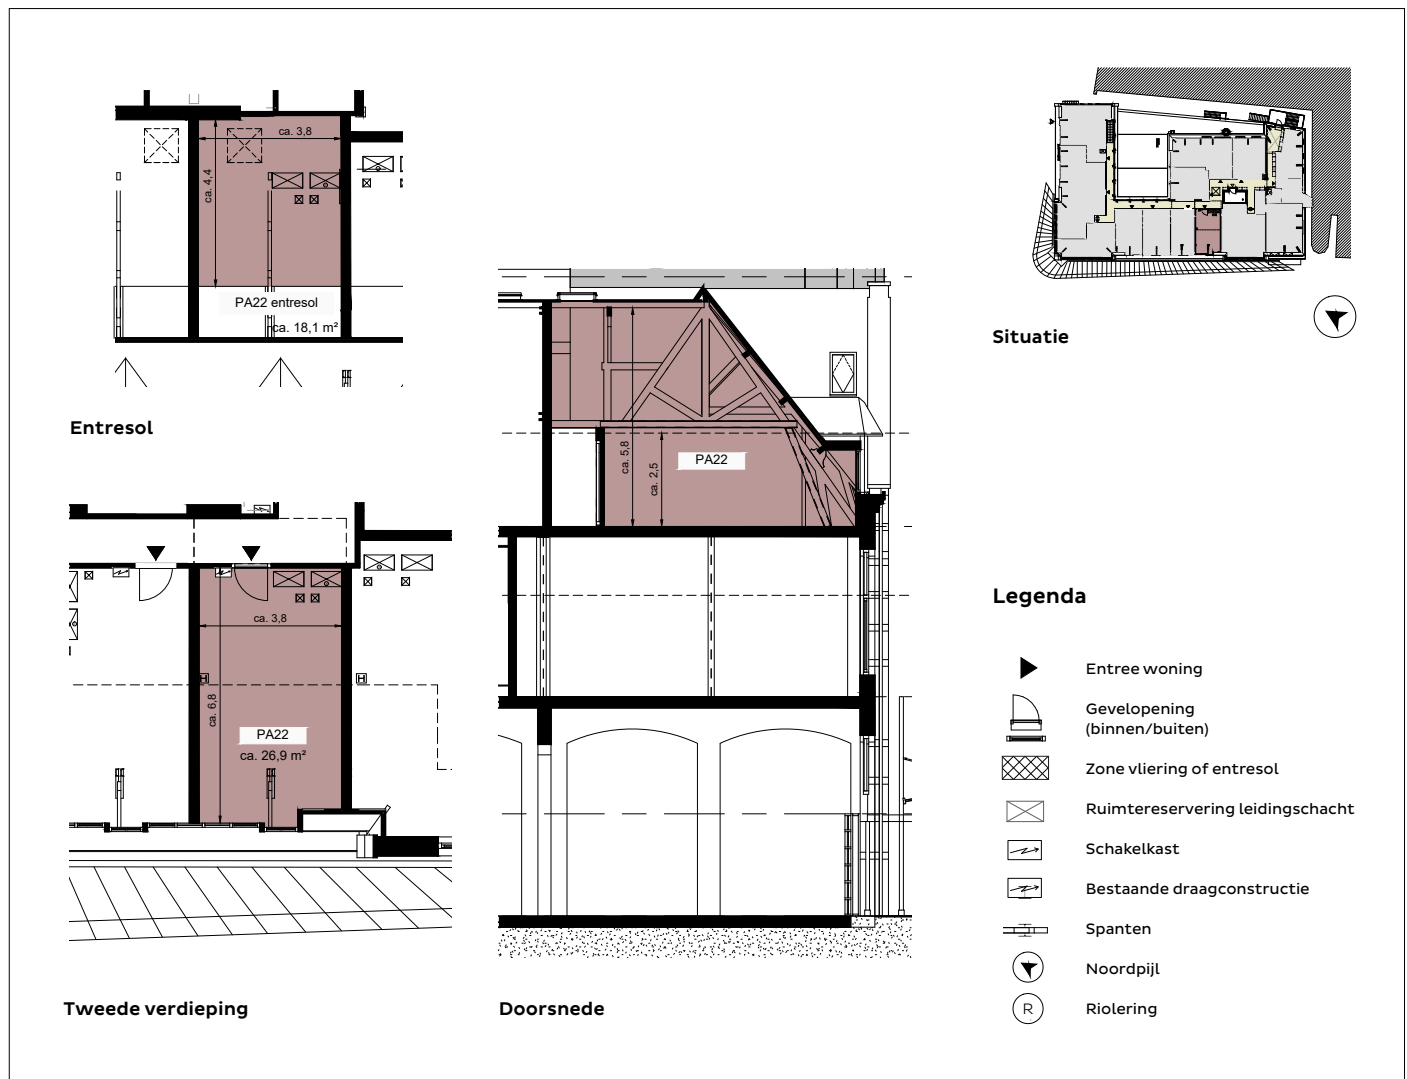 ca. 3,8
ca. 4,4
PA22 entresol
ca. 18,1 m²
Entresol
ca. 3,8
ca. 6,8
PA22
ca. 26,9 m²
Tweede verdieping
ca. 5,8
ca. 2,5
PA22
Doorsnede
Situatie
Legenda
Entree woning
Gevelopening
(binnen/buiten)
Zone vliering of entresol
Ruimtereservering leidingschacht
Schakelkast
Bestaande draagconstructie
Spanten
Noordpijl
R
Riolering